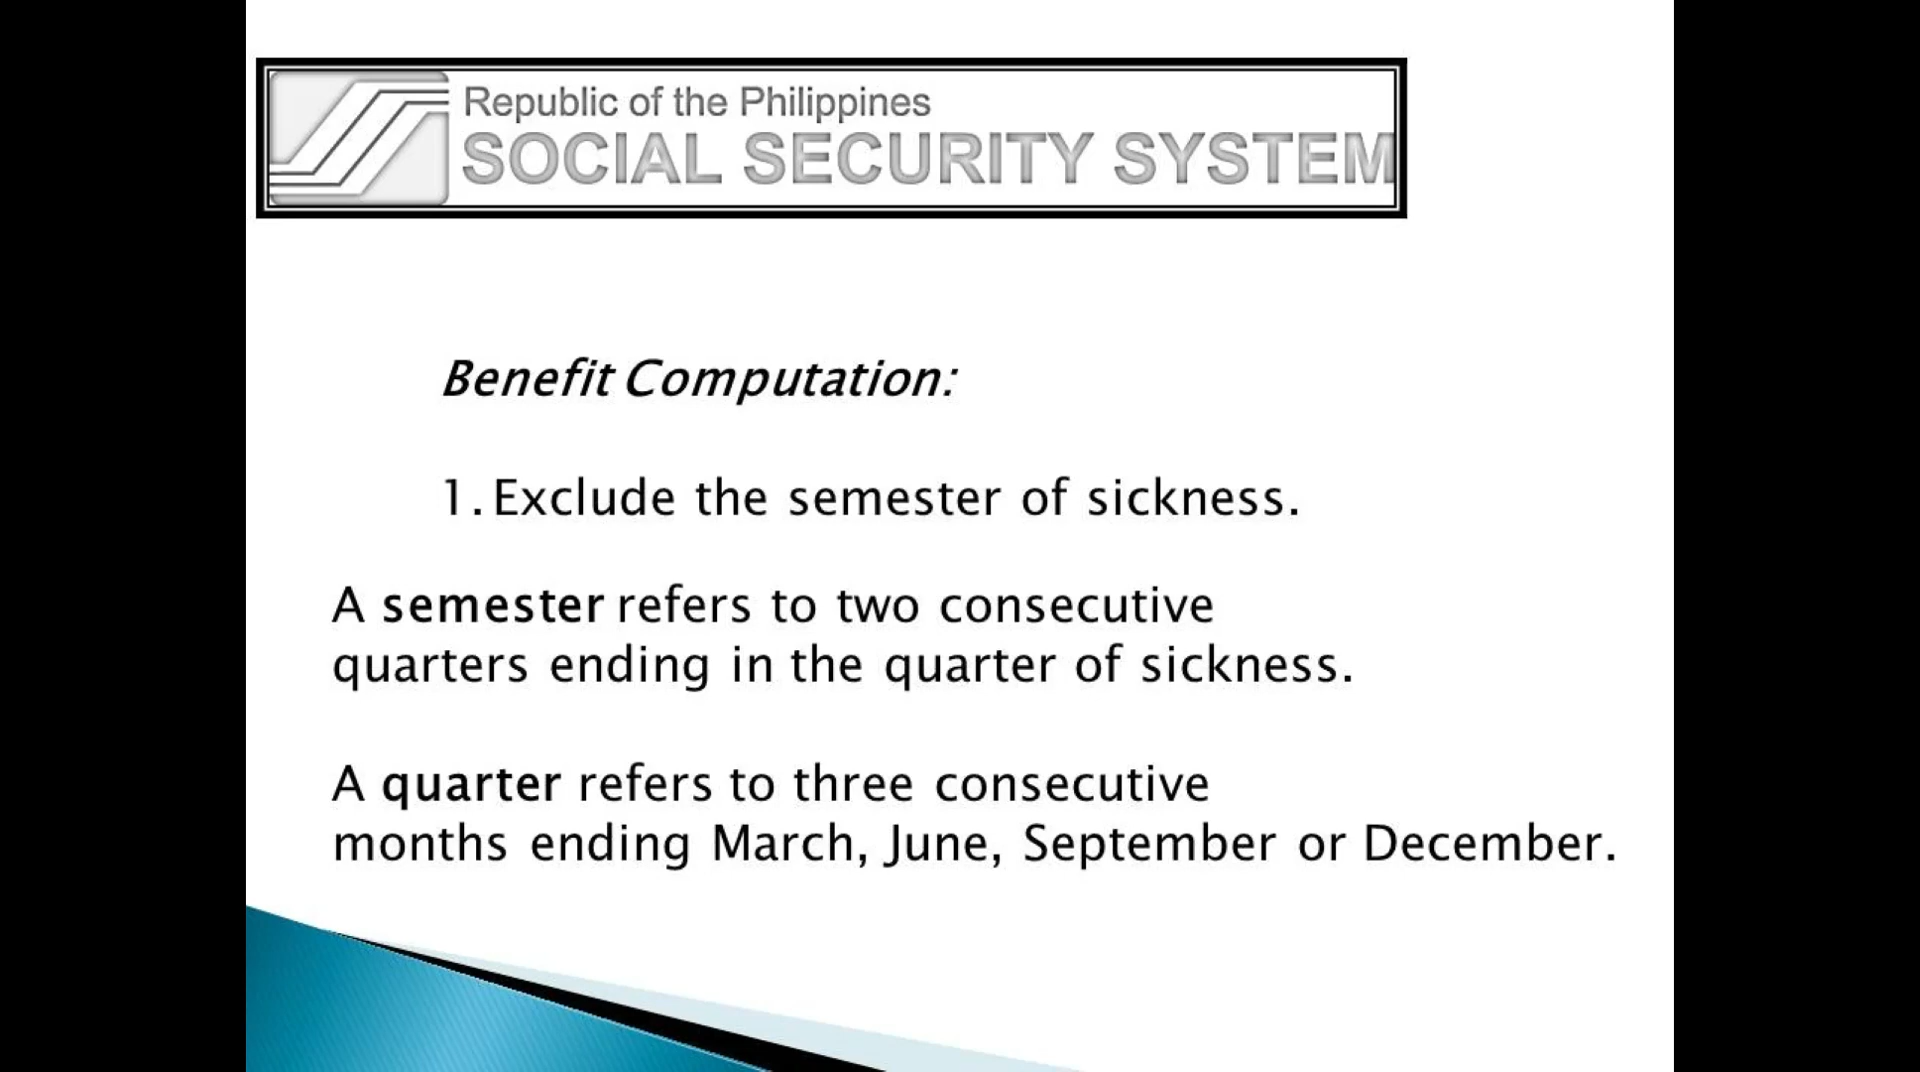 Republic of the Philippines
SOCIAL SECURITY SYSTEM
Benefit Computation:
1. Exclude the semester of sickness.
A semester refers to two consecutive
quarters ending in the quarter of sickness.
A quarter refers to three consecutive
months ending March, June, September or December.